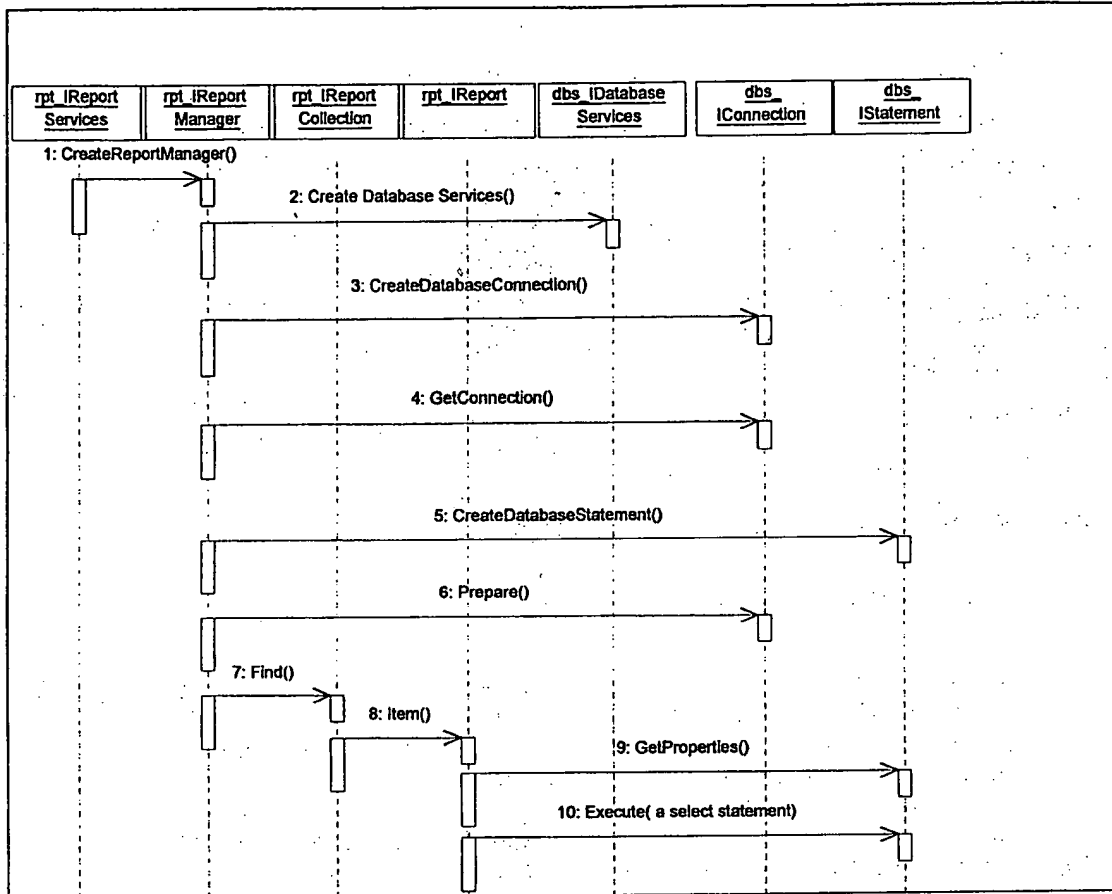 rpt_IReport
Services
rpt_IReport
Manager
rpt_IReport
Collection
rpt_IReport
dbs_IDatabase
Services
dbs_
IConnection
dbs_
IStatement
1: CreateReportManager()
2: Create Database Services()
3: CreateDatabaseConnection()
4: GetConnection()
5: CreateDatabaseStatement()
6: Prepare()
7: Find()
8: Item()
9: GetProperties()
10: Execute( a select statement)